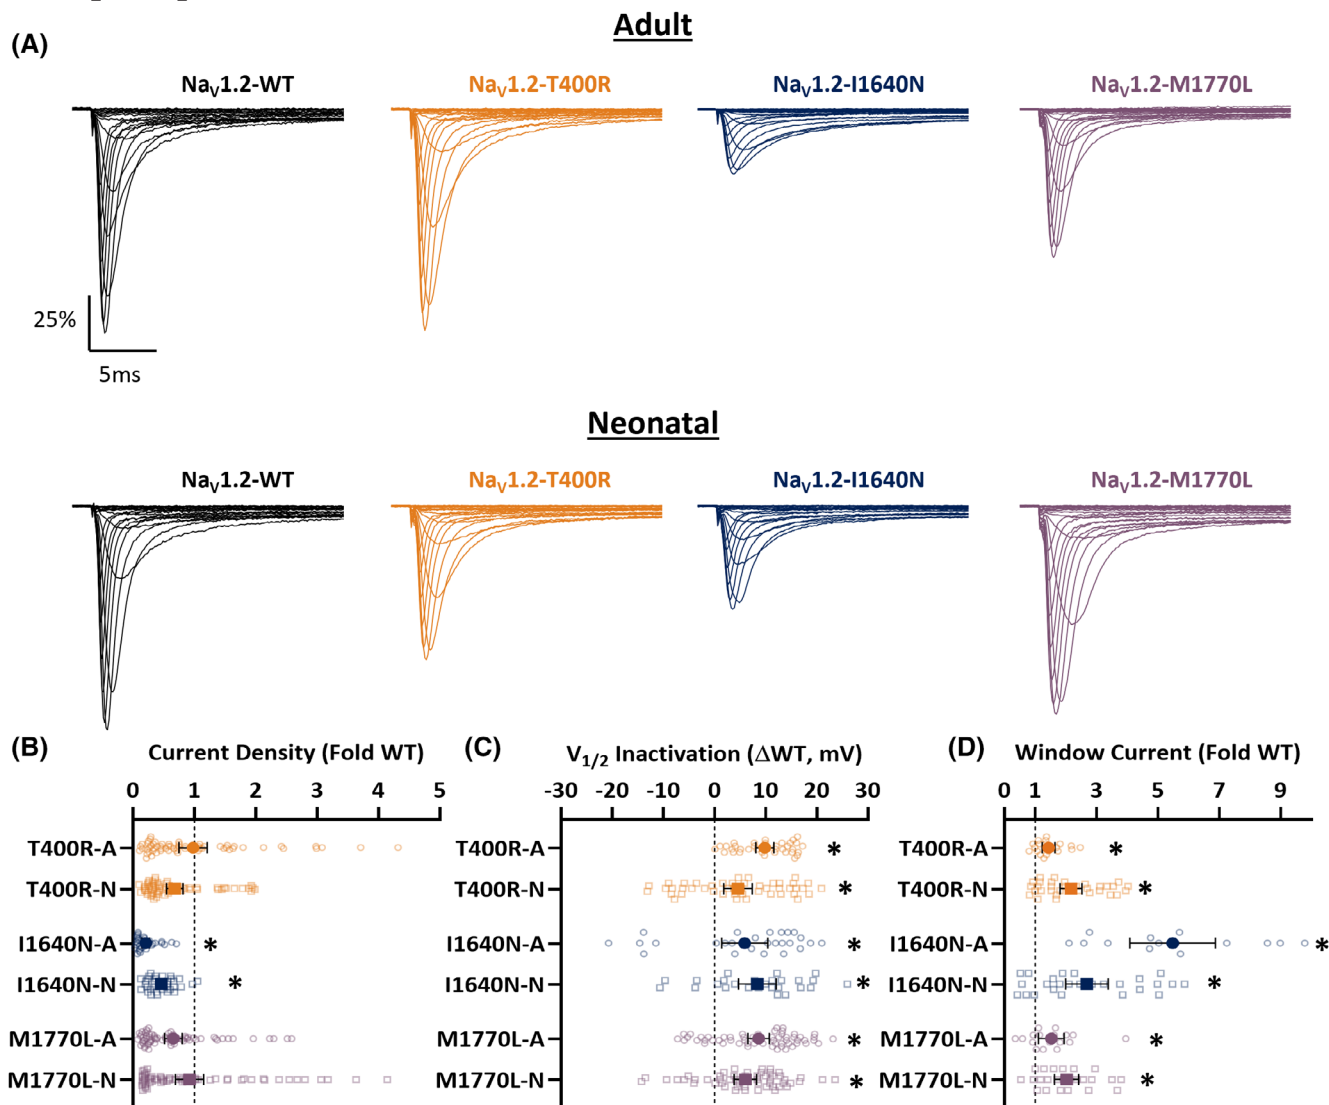 Adult
(A)
Nav1.2-WT Nav1.2-T400R Nav1.2-I1640N Nav1.2-M1770L
25%
5ms
Neonatal
Nav1.2-WT Nav1.2-T400R Nav1.2-I1640N Nav1.2-M1770L
(B) Current Density (Fold WT) (C) V1/2 Inactivation (ΔWT, mV) (D) Window Current (Fold WT)
0 1 2 3 4 5 -30 -20 -10 0 10 20 30 0 1 3 5 7 9
T400R-A T400R-A * T400R-A *
T400R-N T400R-N * T400R-N *
I1640N-A * I1640N-A * I1640N-A *
I1640N-N * I1640N-N * I1640N-N *
M1770L-A M1770L-A * M1770L-A *
M1770L-N M1770L-N * M1770L-N *